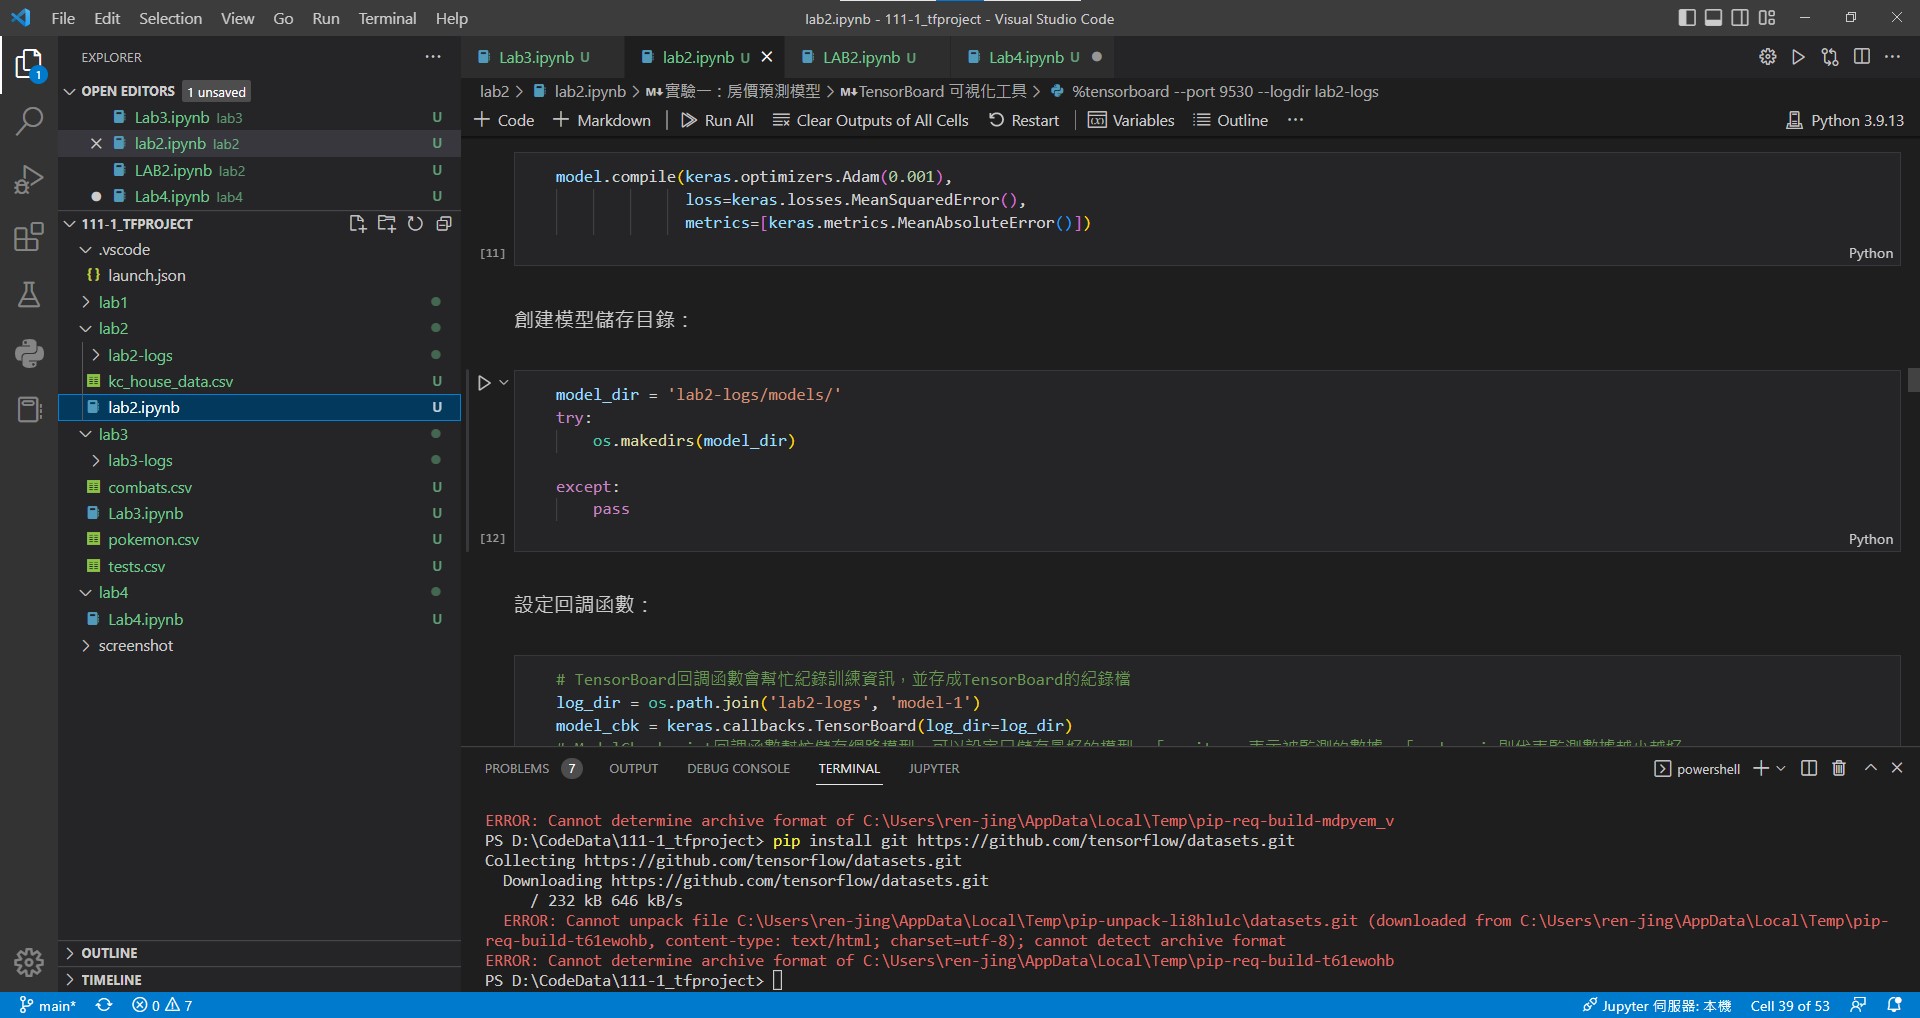 File Edit Selection View Go Run Terminal Help
lab2.ipynb - 111-1_tfproject - Visual Studio Code
EXPLORER
1
OPEN EDITORS 1 unsaved
Lab3.ipynb lab3 U
lab2.ipynb lab2 U
LAB2.ipynb lab2 U
Lab4.ipynb lab4 U
111-1_TFPROJECT
.vscode
{} launch.json
lab1
lab2
lab2-logs
kc_house_data.csv U
lab2.ipynb U
lab3
lab3-logs
combats.csv U
Lab3.ipynb U
pokemon.csv U
tests.csv U
lab4
Lab4.ipynb U
screenshot
OUTLINE
TIMELINE
Lab3.ipynb U lab2.ipynb U LAB2.ipynb U Lab4.ipynb U
lab2 > lab2.ipynb > M↓實驗一：房價預測模型 > M↓TensorBoard 可視化工具 > %tensorboard --port 9530 --logdir lab2-logs
Code Markdown Run All Clear Outputs of All Cells Restart Variables Outline ... Python 3.9.13
model.compile(keras.optimizers.Adam(0.001),
loss=keras.losses.MeanSquaredError(),
metrics=[keras.metrics.MeanAbsoluteError()])
[11] Python
創建模型儲存目錄：
model_dir = 'lab2-logs/models/'
try:
os.makedirs(model_dir)
except:
pass
[12] Python
設定回調函數：
# TensorBoard回調函數會幫忙紀錄訓練資訊，並存成TensorBoard的紀錄檔
log_dir = os.path.join('lab2-logs', 'model-1')
model_cbk = keras.callbacks.TensorBoard(log_dir=log_dir)
PROBLEMS 7 OUTPUT DEBUG CONSOLE TERMINAL JUPYTER powershell
ERROR: Cannot determine archive format of C:\Users\ren-jing\AppData\Local\Temp\pip-req-build-mdpyem_v
PS D:\CodeData\111-1_tfproject> pip install git https://github.com/tensorflow/datasets.git
Collecting https://github.com/tensorflow/datasets.git
Downloading https://github.com/tensorflow/datasets.git
/ 232 kB 646 kB/s
ERROR: Cannot unpack file C:\Users\ren-jing\AppData\Local\Temp\pip-unpack-li8hlulc\datasets.git (downloaded from C:\Users\ren-jing\AppData\Local\Temp\pip-
req-build-t61ewohb, content-type: text/html; charset=utf-8); cannot detect archive format
ERROR: Cannot determine archive format of C:\Users\ren-jing\AppData\Local\Temp\pip-req-build-t61ewohb
PS D:\CodeData\111-1_tfproject>
main* 0 7 Jupyter 伺服器: 本機 Cell 39 of 53